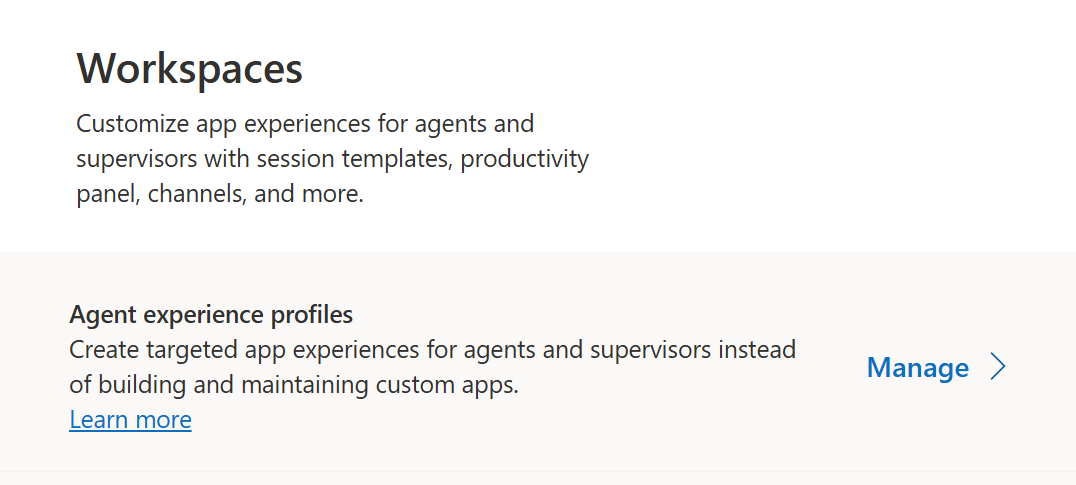 Workspaces
Customize app experiences for agents and
supervisors with session templates, productivity
panel, channels, and more.
Agent experience profiles
Create targeted app experiences for agents and supervisors instead
of building and maintaining custom apps.
Learn more
Manage